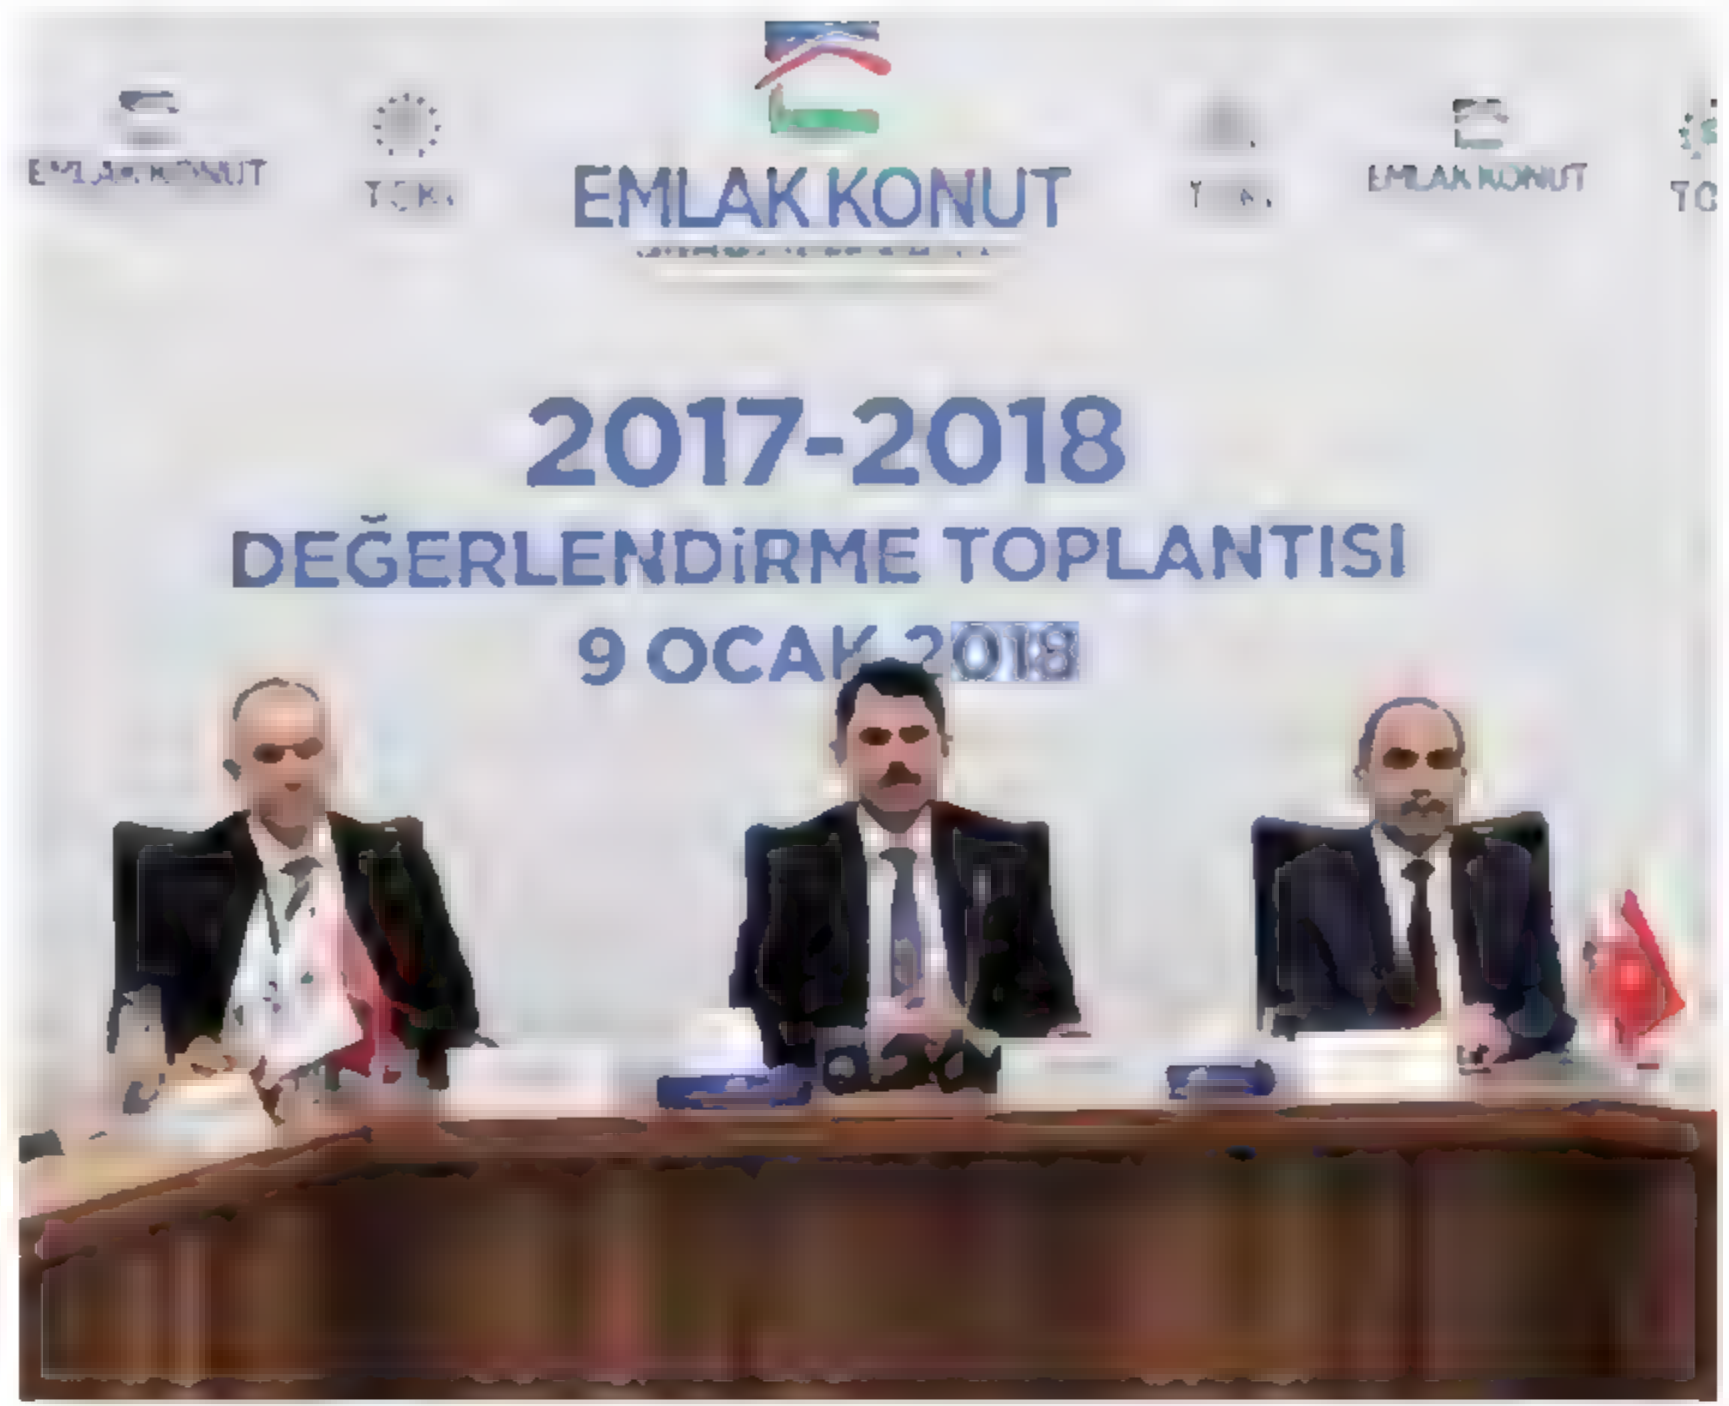 EMLAK KONUT
EMLAK KONUT
EMLAK KONUT
2017-2018
DEĞERLENDİRME TOPLANTISI
9 OCAK 2018